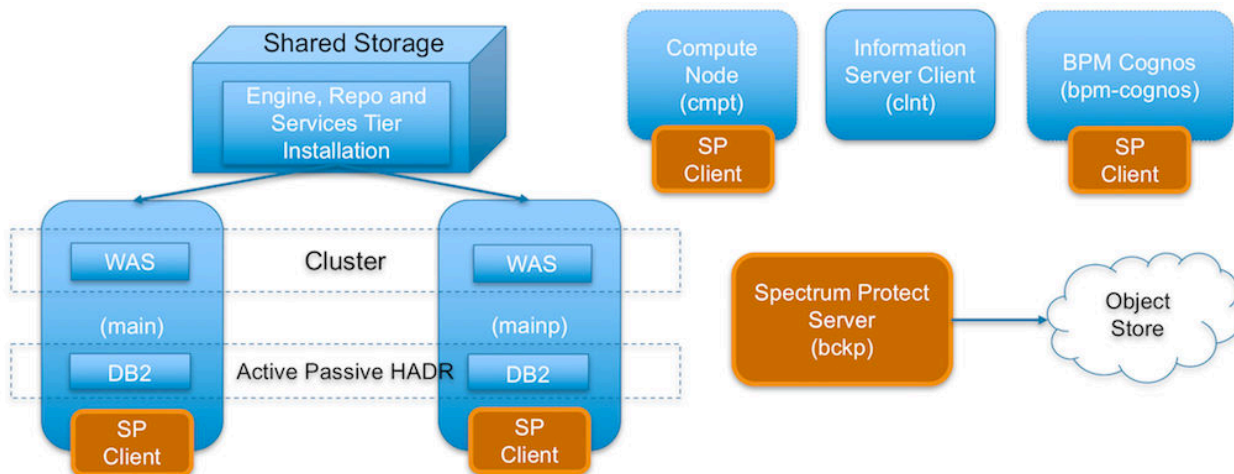 Shared Storage
Engine, Repo and
Services Tier
Installation
Compute
Node
(cmpt)
SP
Client
Information
Server Client
(clnt)
BPM Cognos
(bpm-cognos)
SP
Client
WAS
Cluster
WAS
(main)
(mainp)
DB2
Active Passive HADR
DB2
SP
Client
SP
Client
Spectrum Protect
Server
(bckp)
Object
Store